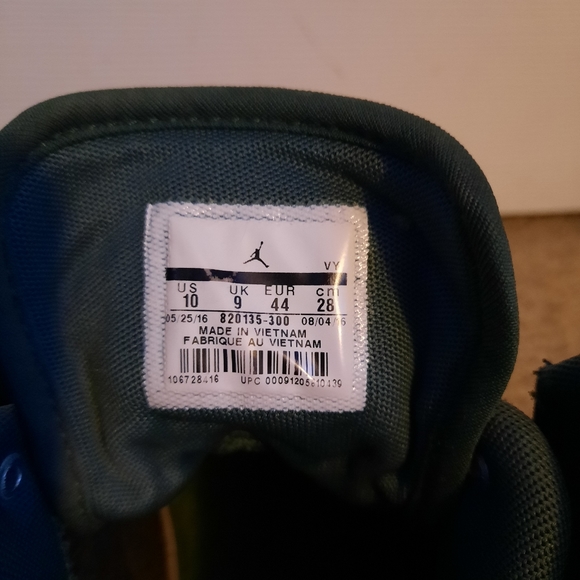 VY
US UK EUR cm
10 9 44 28
05/25/16 820135-300 08/04/16
MADE IN VIETNAM
FABRIQUE AU VIETNAM
106728416 UPC